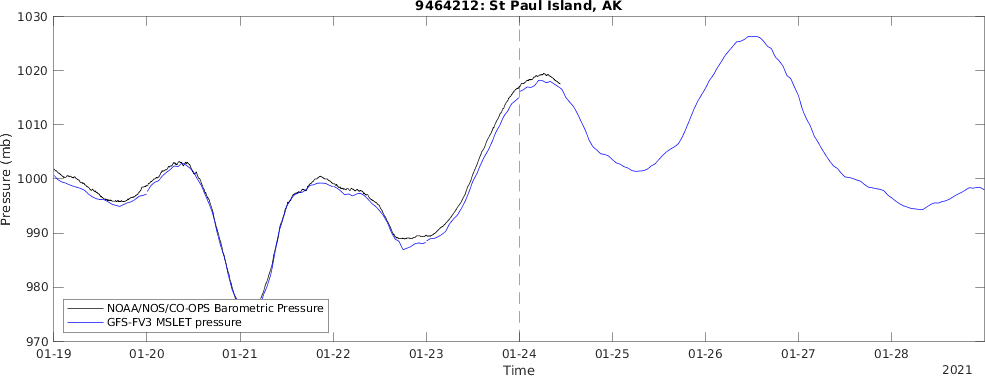 9464212: St Paul Island, AK
1030
1020
1010
1000
990
980
970
Pressure (mb)
NOAA/NOS/CO-OPS Barometric Pressure
GFS-FV3 MSLET pressure
01-19 01-20 01-21 01-22 01-23 01-24 01-25 01-26 01-27 01-28
Time
2021